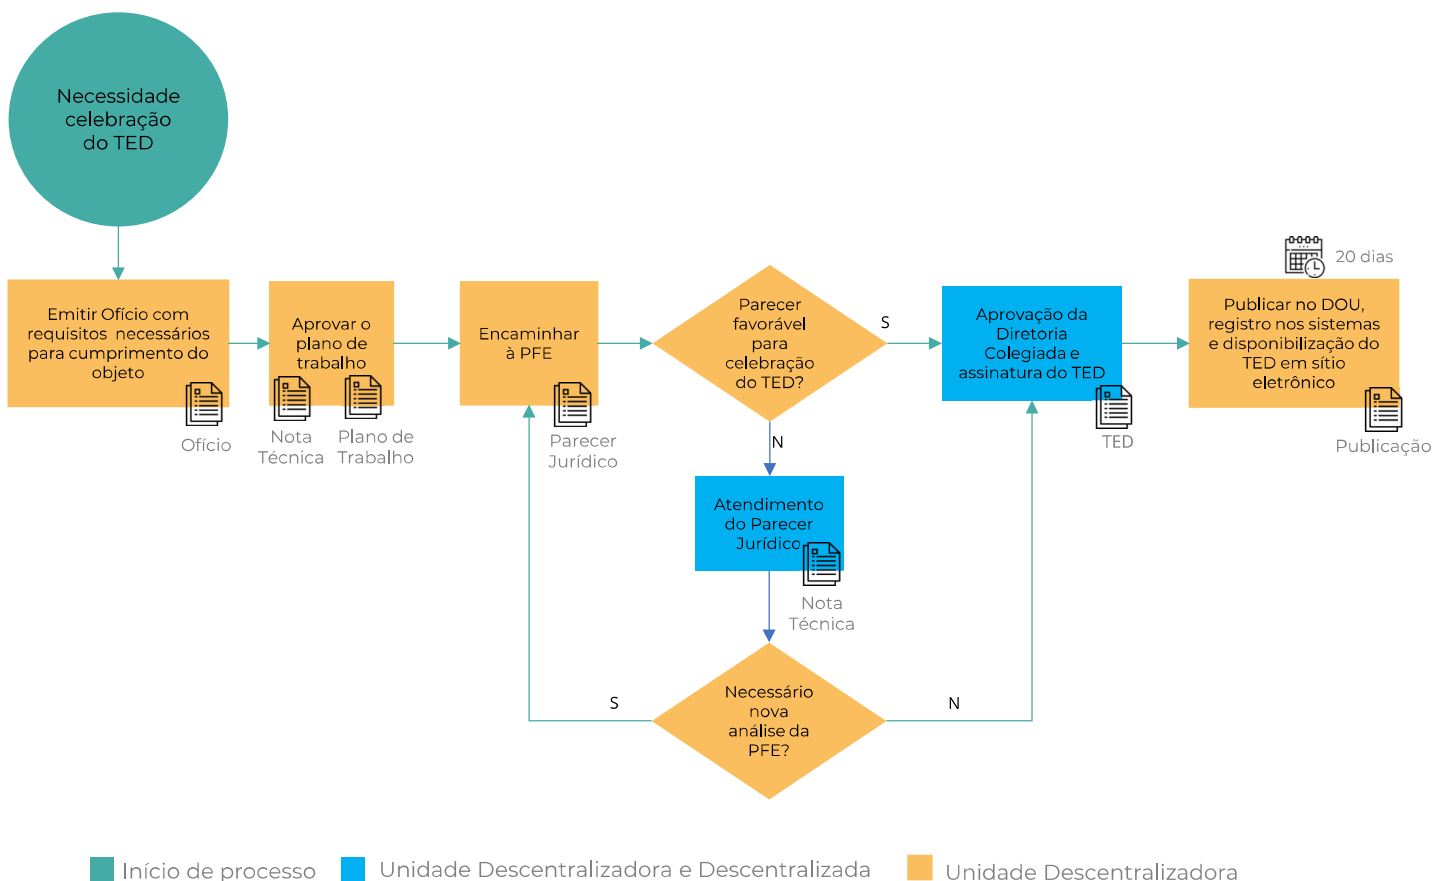 Necessidade
celebração
do TED
20 dias
Emitir Ofício com
requisitos necessários
para cumprimento do
objeto
Ofício
Aprovar o
plano de
trabalho
Nota
Técnica
Plano de
Trabalho
Encaminhar
à PFE
Parecer
Jurídico
Parecer
favorável
para
celebração
do TED?
S
N
Aprovação da
Diretoria
Colegiada e
assinatura do TED
TED
Publicar no DOU,
registro nos sistemas
e disponibilização do
TED em sítio
eletrônico
Publicação
Atendimento
do Parecer
Jurídico
Nota
Técnica
Necessário
nova
análise da
PFE?
S
N
Início de processo
Unidade Descentralizadora e Descentralizada
Unidade Descentralizadora